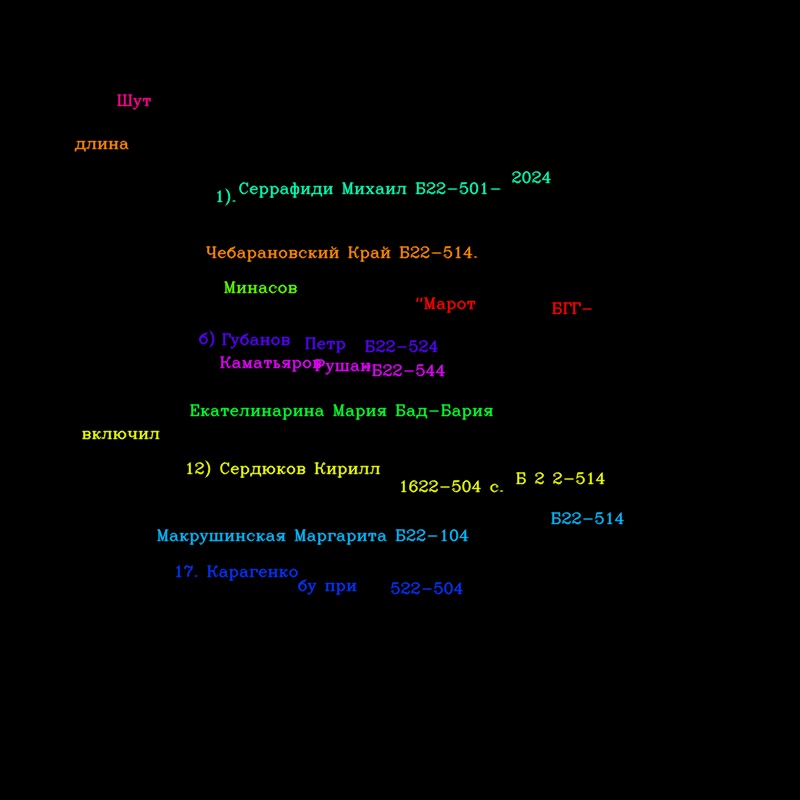 Шут
длина
1). Серрафиди Михаил Б22-501- 2024
Чебарановский Край Б22-514.
Минасов "Марот БГГ-
б) Губанов Петр Б22-524
Каматьяров Рушан Б22-544
Екателинарина Мария Бад-Бария
включил
12) Сердюков Кирилл 1622-504 с. Б 2 2-514
Б22-514
Макрушинская Маргарита Б22-104
17. Карагенко бу при 522-504